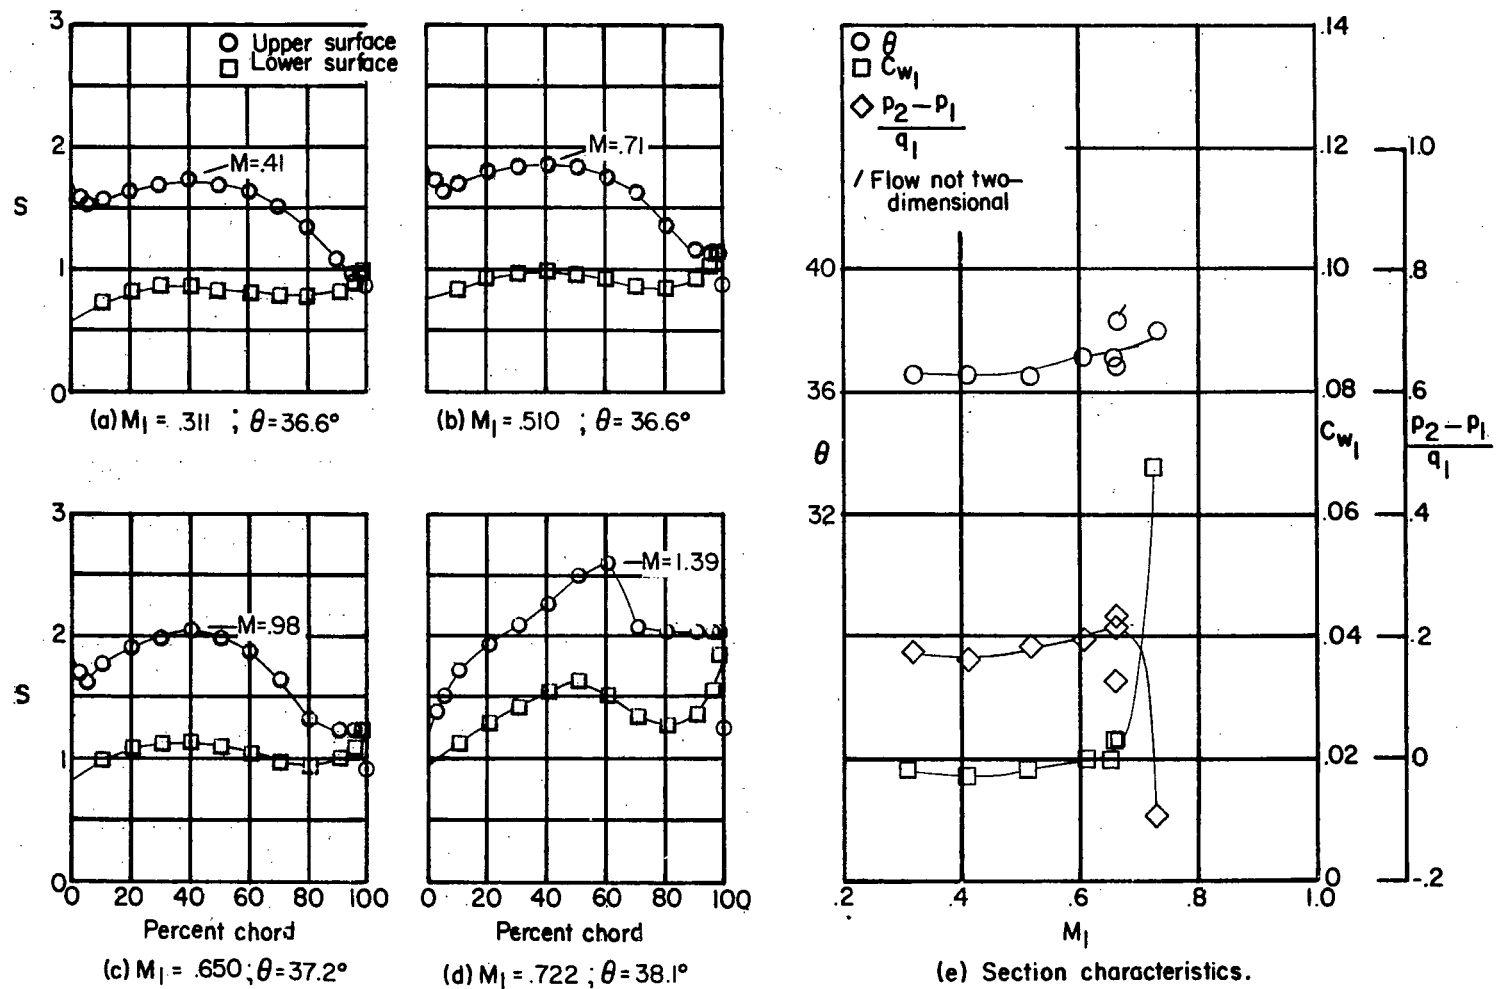 3
2
S
1
0
○ Upper surface
□ Lower surface
M=.41
M=.71
(a) M₁ = .311 ; θ=36.6°
(b) M₁ = .510 ; θ=36.6°
3
2
S
1
0
M=.98
M=1.39
0 20 40 60 80 100
0 20 40 60 80 100
Percent chord
Percent chord
(c) M₁ = .650 ; θ=37.2°
(d) M₁ = .722 ; θ=38.1°
○ θ
□ C_w₁
◇ p₂−p₁
q₁
/ Flow not two-
dimensional
40
36
θ
32
.14
.12
.10
.08
C_w₁
.06
.04
.02
0
1.0
.8
.6
p₂−p₁
q₁
.4
.2
0
-.2
.2 .4 .6 .8 1.0
M₁
(e) Section characteristics.